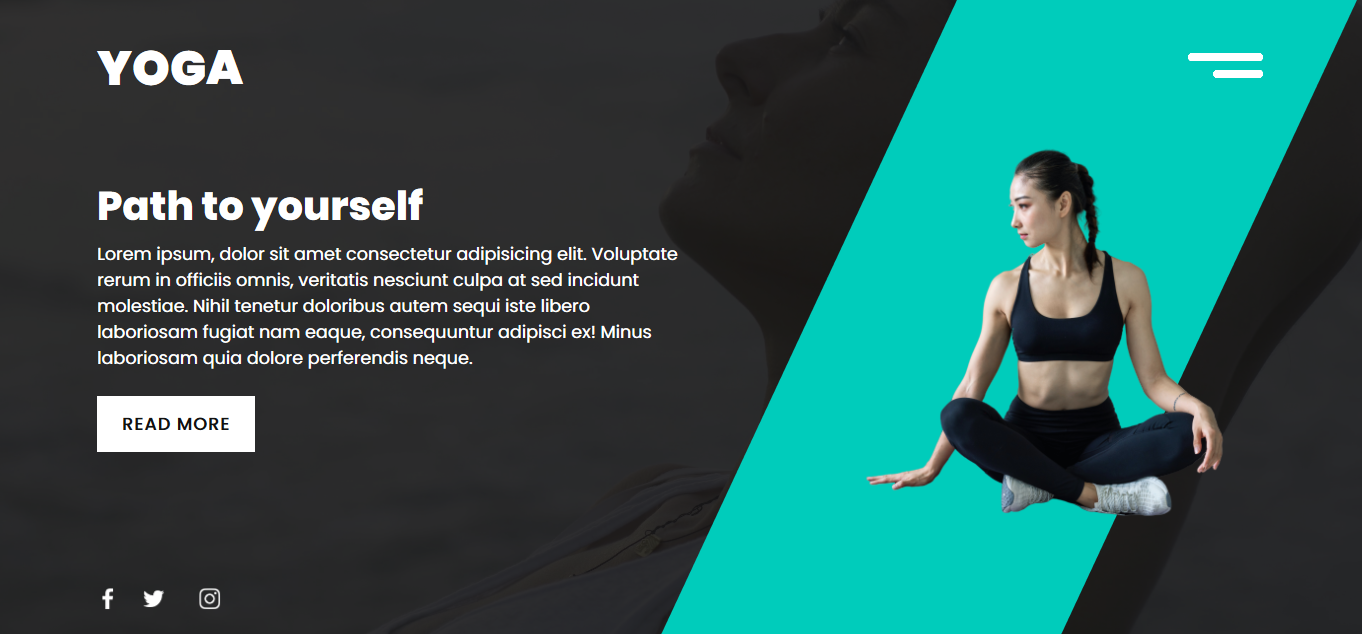 YOGA
Path to yourself
Lorem ipsum, dolor sit amet consectetur adipisicing elit. Voluptate
rerum in officiis omnis, veritatis nesciunt culpa at sed incidunt
molestiae. Nihil tenetur doloribus autem sequi iste libero
laboriosam fugiat nam eaque, consequuntur adipisci ex! Minus
laboriosam quia dolore perferendis neque.
READ MORE